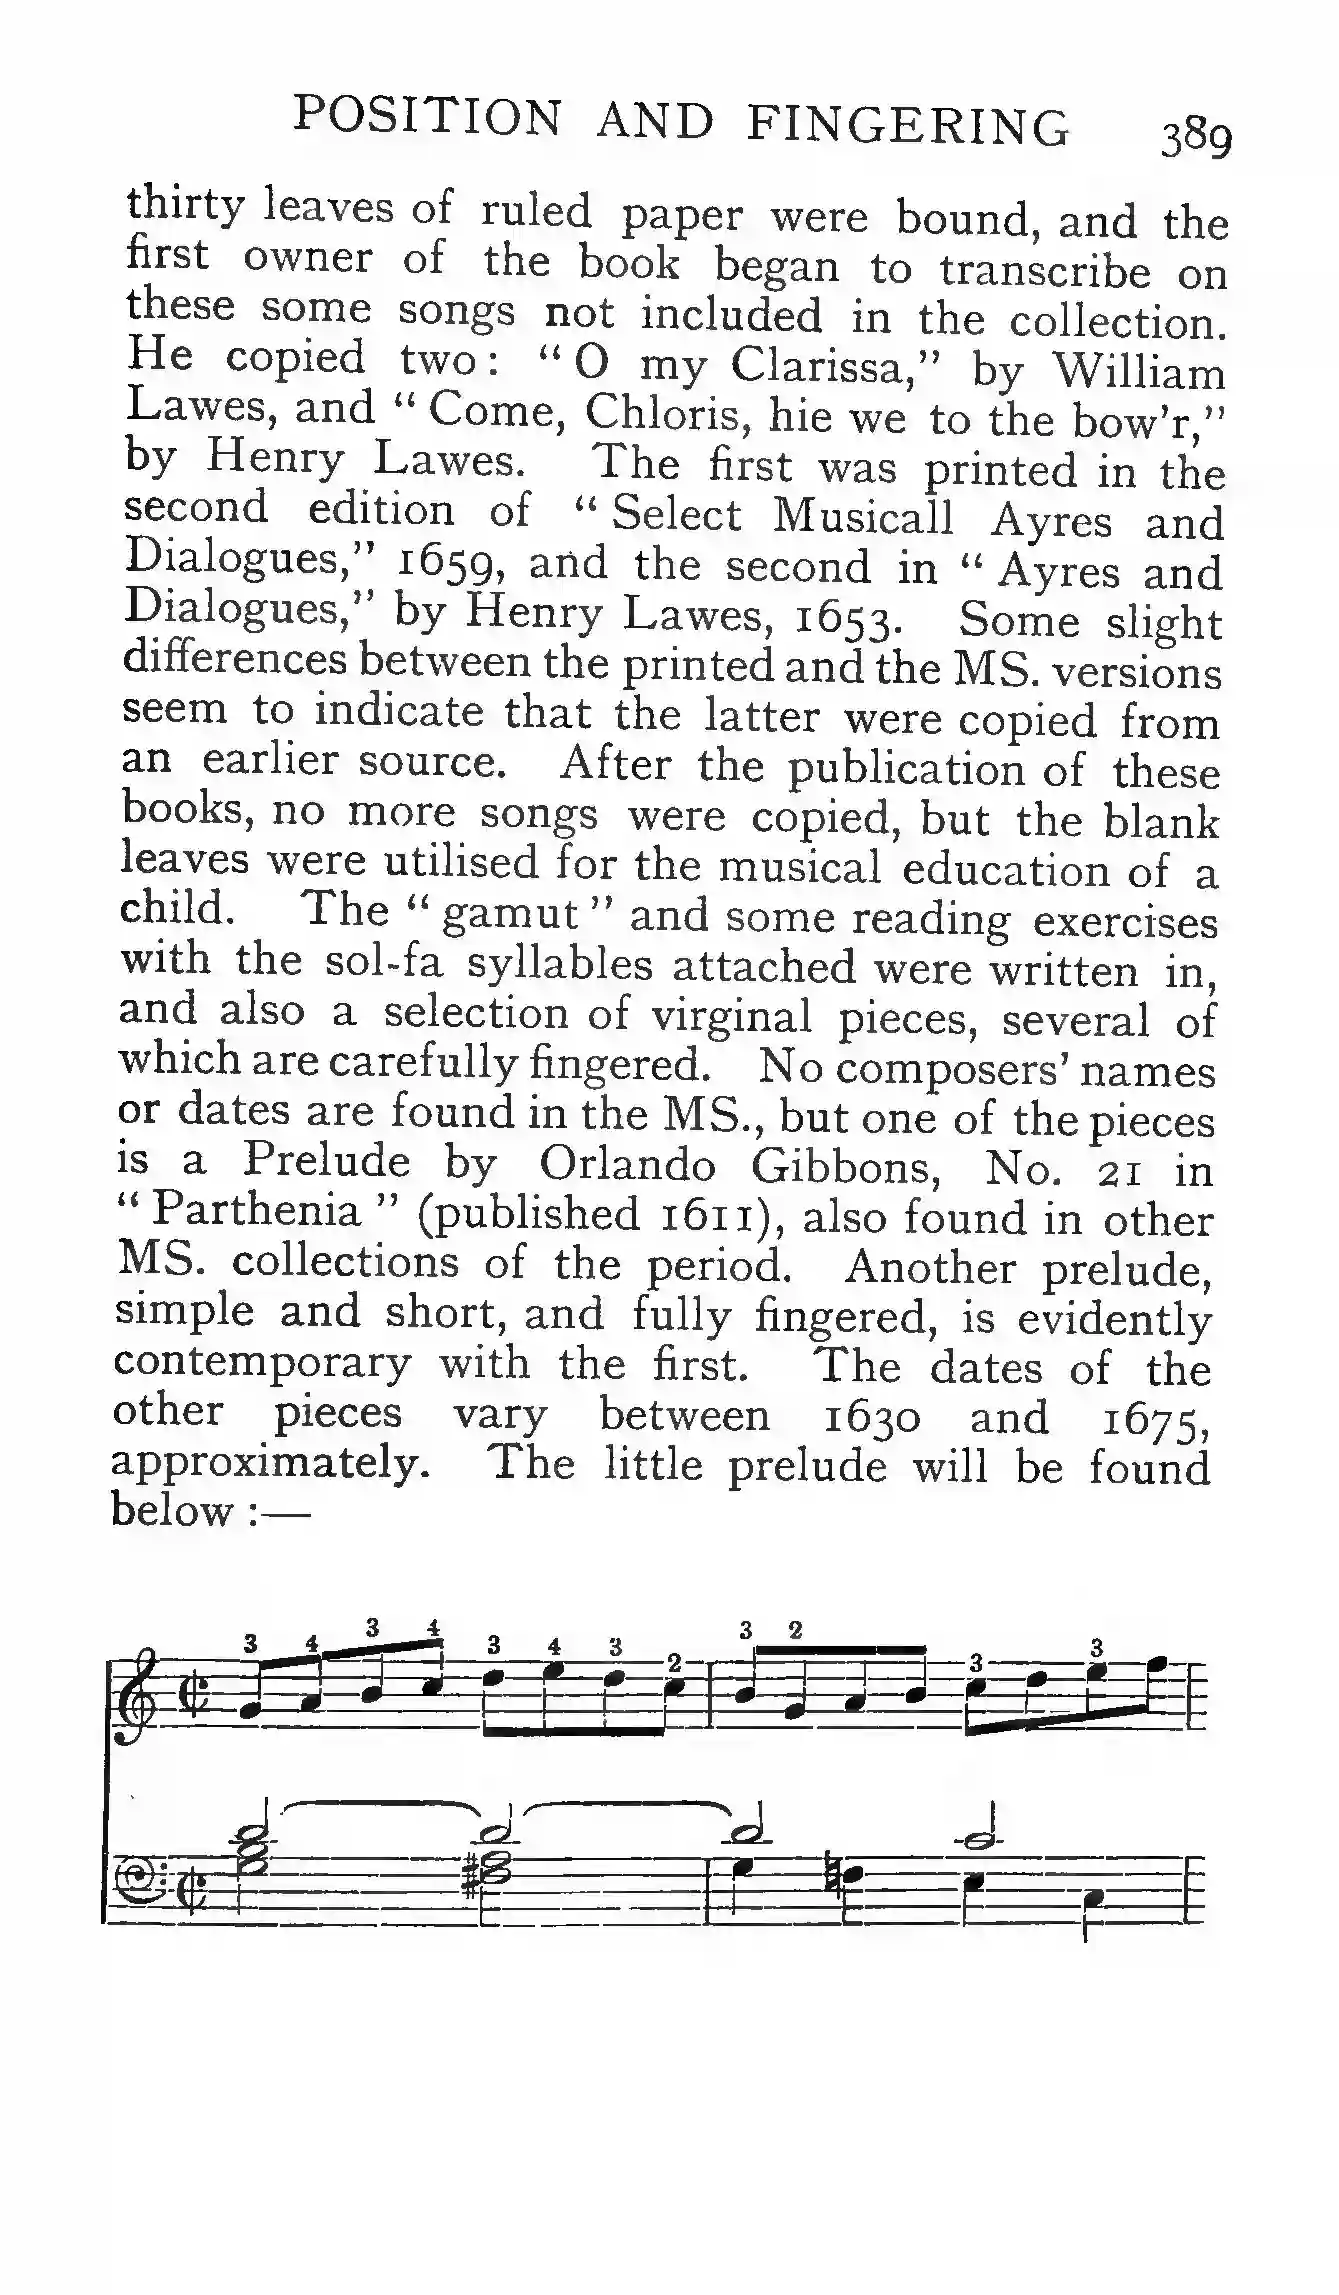 POSITION AND FINGERING 389
thirty leaves of ruled paper were bound, and the
first owner of the book began to transcribe on
these some songs not included in the collection.
He copied two: “O my Clarissa,” by William
Lawes, and “Come, Chloris, hie we to the bow’r,”
by Henry Lawes. The first was printed in the
second edition of “Select Musicall Ayres and
Dialogues,” 1659, and the second in “Ayres and
Dialogues,” by Henry Lawes, 1653. Some slight
differences between the printed and the MS. versions
seem to indicate that the latter were copied from
an earlier source. After the publication of these
books, no more songs were copied, but the blank
leaves were utilised for the musical education of a
child. The “gamut” and some reading exercises
with the sol-fa syllables attached were written in,
and also a selection of virginal pieces, several of
which are carefully fingered. No composers’ names
or dates are found in the MS., but one of the pieces
is a Prelude by Orlando Gibbons, No. 21 in
“Parthenia” (published 1611), also found in other
MS. collections of the period. Another prelude,
simple and short, and fully fingered, is evidently
contemporary with the first. The dates of the
other pieces vary between 1630 and 1675,
approximately. The little prelude will be found
below :—
3 4 3 4 3 4 3 2 3 2 3 3